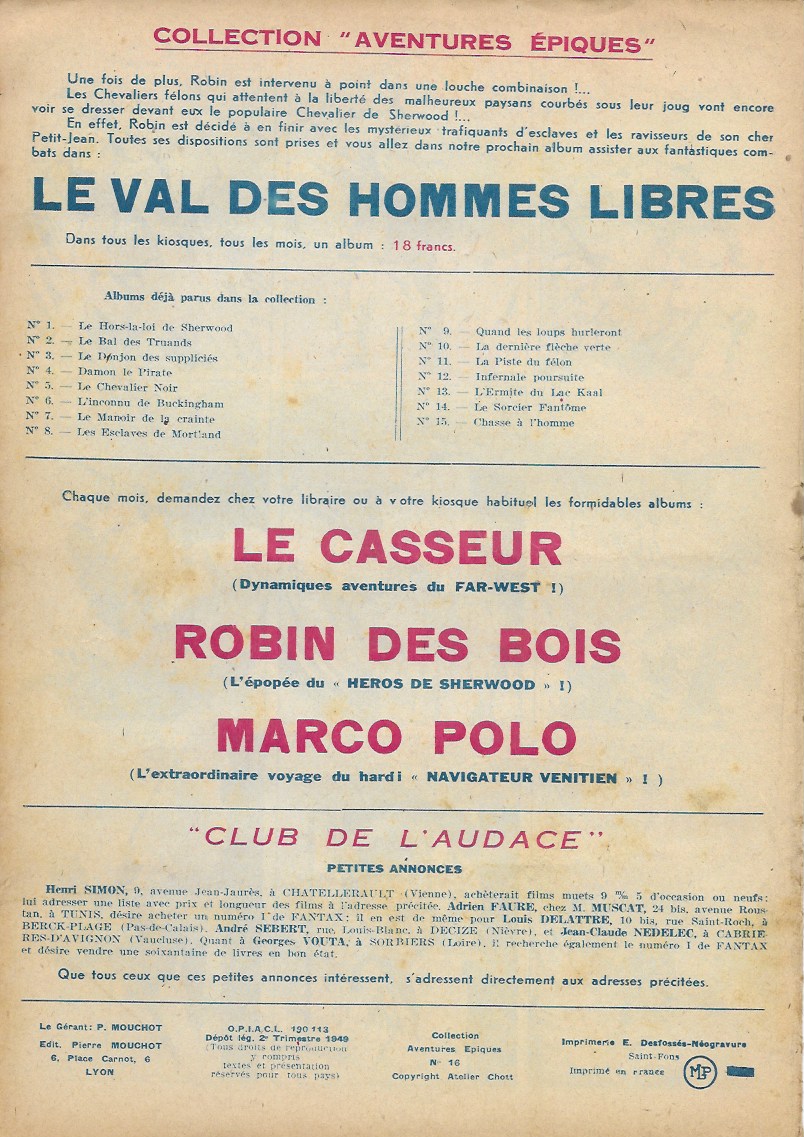 COLLECTION "AVENTURES ÉPIQUES"
Une fois de plus, Robin est intervenu à point dans une louche combinaison !...
Les Chevaliers félons qui attentent à la liberté des malheureux paysans courbés sous leur joug vont encore
voir se dresser devant eux le populaire Chevalier de Sherwood !...
En effet, Robin est décidé à en finir avec les mystérieux trafiquants d'esclaves et les ravisseurs de son cher
Petit-Jean. Toutes ses dispositions sont prises et vous allez dans notre prochain album assister aux fantastiques com-
bats dans :
LE VAL DES HOMMES LIBRES
Dans tous les kiosques, tous les mois, un album : 18 francs.
Albums déjà parus dans la collection :
N° 1. — Le Hors-la-loi de Sherwood
N° 2. — Le Bal des Truands
N° 3. — Le Donjon des suppliciés
N° 4. — Damon le Pirate
N° 5. — Le Chevalier Noir
N° 6. — L'inconnu de Buckingham
N° 7. — Le Manoir de la crainte
N° 8. — Les Esclaves de Mortland
N° 9. — Quand les loups hurleront
N° 10. — La dernière flèche verte
N° 11. — La Piste du félon
N° 12. — Infernale poursuite
N° 13. — L'Ermite du Lac Kaal
N° 14. — Le Sorcier Fantôme
N° 15. — Chasse à l'homme
Chaque mois, demandez chez votre libraire ou à votre kiosque habituel les formidables albums :
LE CASSEUR
(Dynamiques aventures du FAR-WEST !)
ROBIN DES BOIS
(L'épopée du « HEROS DE SHERWOOD » !)
MARCO POLO
(L'extraordinaire voyage du hardi « NAVIGATEUR VENITIEN » ! )
"CLUB DE L'AUDACE"
PETITES ANNONCES
Henri SIMON, 9, avenue Jean-Jaurès, à CHATELLERAULT (Vienne), achèterait films muets 9 m/m 5 d'occasion ou neufs:
lui adresser une liste avec prix et longueur des films à l'adresse précitée. Adrien FAURE, chez M. MUSCAT, 24 bis, avenue Rous-
tan, à TUNIS, désire acheter un numéro 1 de FANTAX: il en est de même pour Louis DELATTRE, 10 bis, rue Saint-Roch, à
BERCK-PLAGE (Pas-de-Calais), André SEBERT, rue Louis-Blanc, à DECIZE (Nièvre), et Jean-Claude NEDELEC, à CABRIE-
RES-D'AVIGNON (Vaucluse). Quant à Georges VOUTA, à SORBIERS (Loire), il recherche également le numéro 1 de FANTAX
et désire vendre une soixantaine de livres en bon état.
Que tous ceux que ces petites annonces intéressent, s'adressent directement aux adresses précitées.
Le Gérant: P. MOUCHOT
Edit. Pierre MOUCHOT
6, Place Carnot, 6
LYON
O.P.I.A.C.L. 190 113
Dépôt lég. 2e Trimestre 1949
(Tous droits de reproduction
y compris
textes et présentation
réservés pour tous pays)
Collection
Aventures Epiques
N° 16
Copyright Atelier Chott
Imprimerie E. Desfossés-Néogravure
Saint-Fons
Imprimé en France
MLP